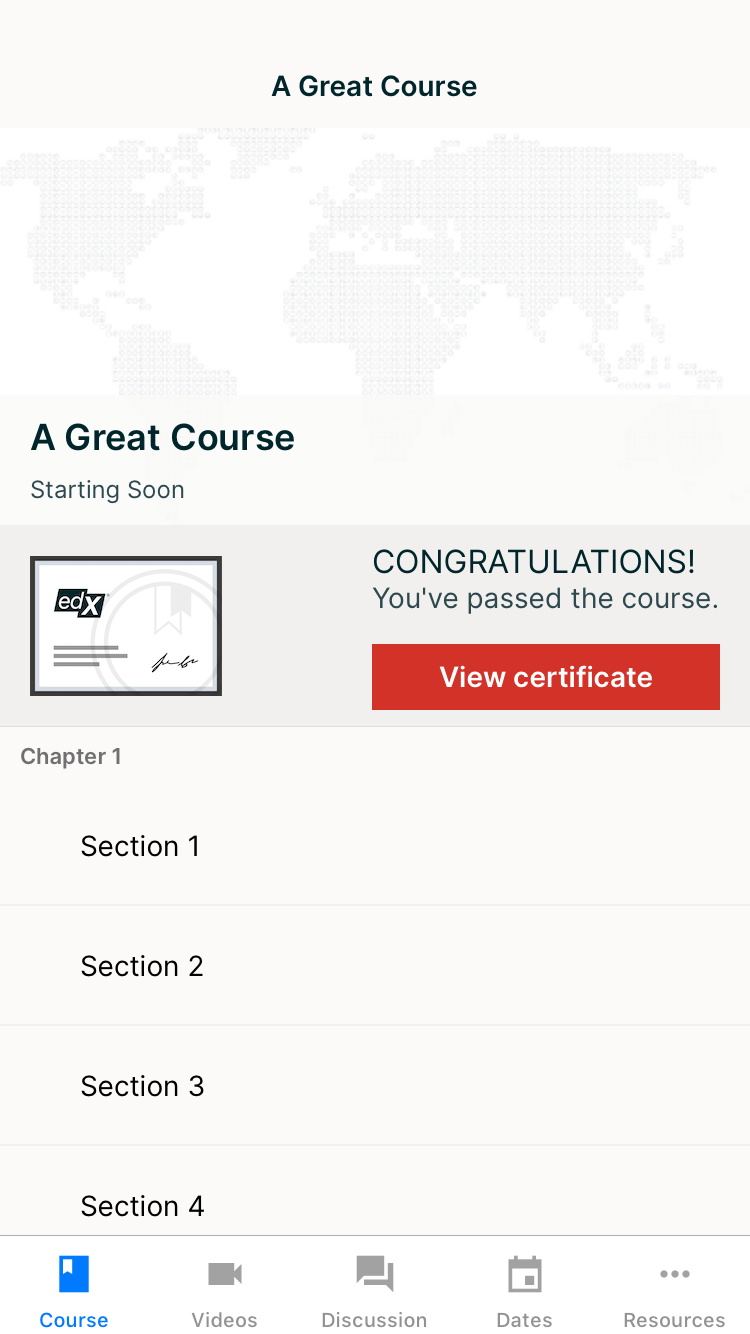 A Great Course
A Great Course
Starting Soon
edX
CONGRATULATIONS!
You've passed the course.
View certificate
Chapter 1
Section 1
Section 2
Section 3
Section 4
Course
Videos
Discussion
Dates
Resources